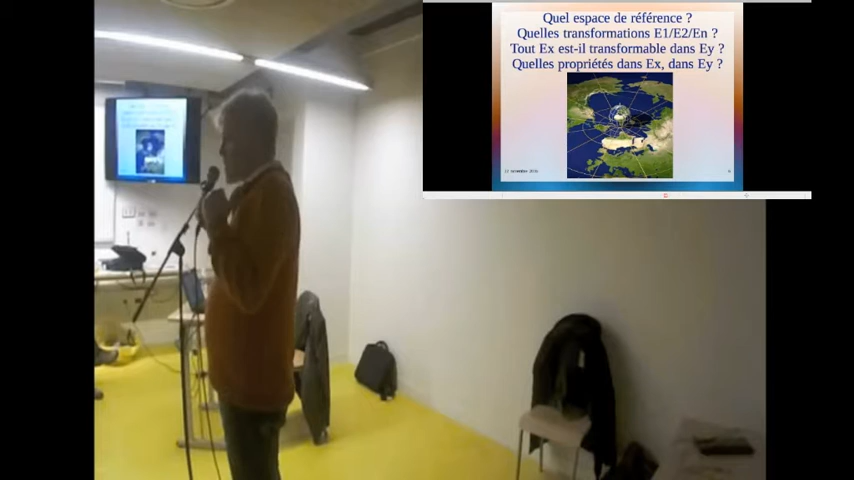 Quel espace de référence ?
Quelles transformations E1/E2/En ?
Tout Ex est-il transformable dans Ey ?
Quelles propriétés dans Ex, dans Ey ?